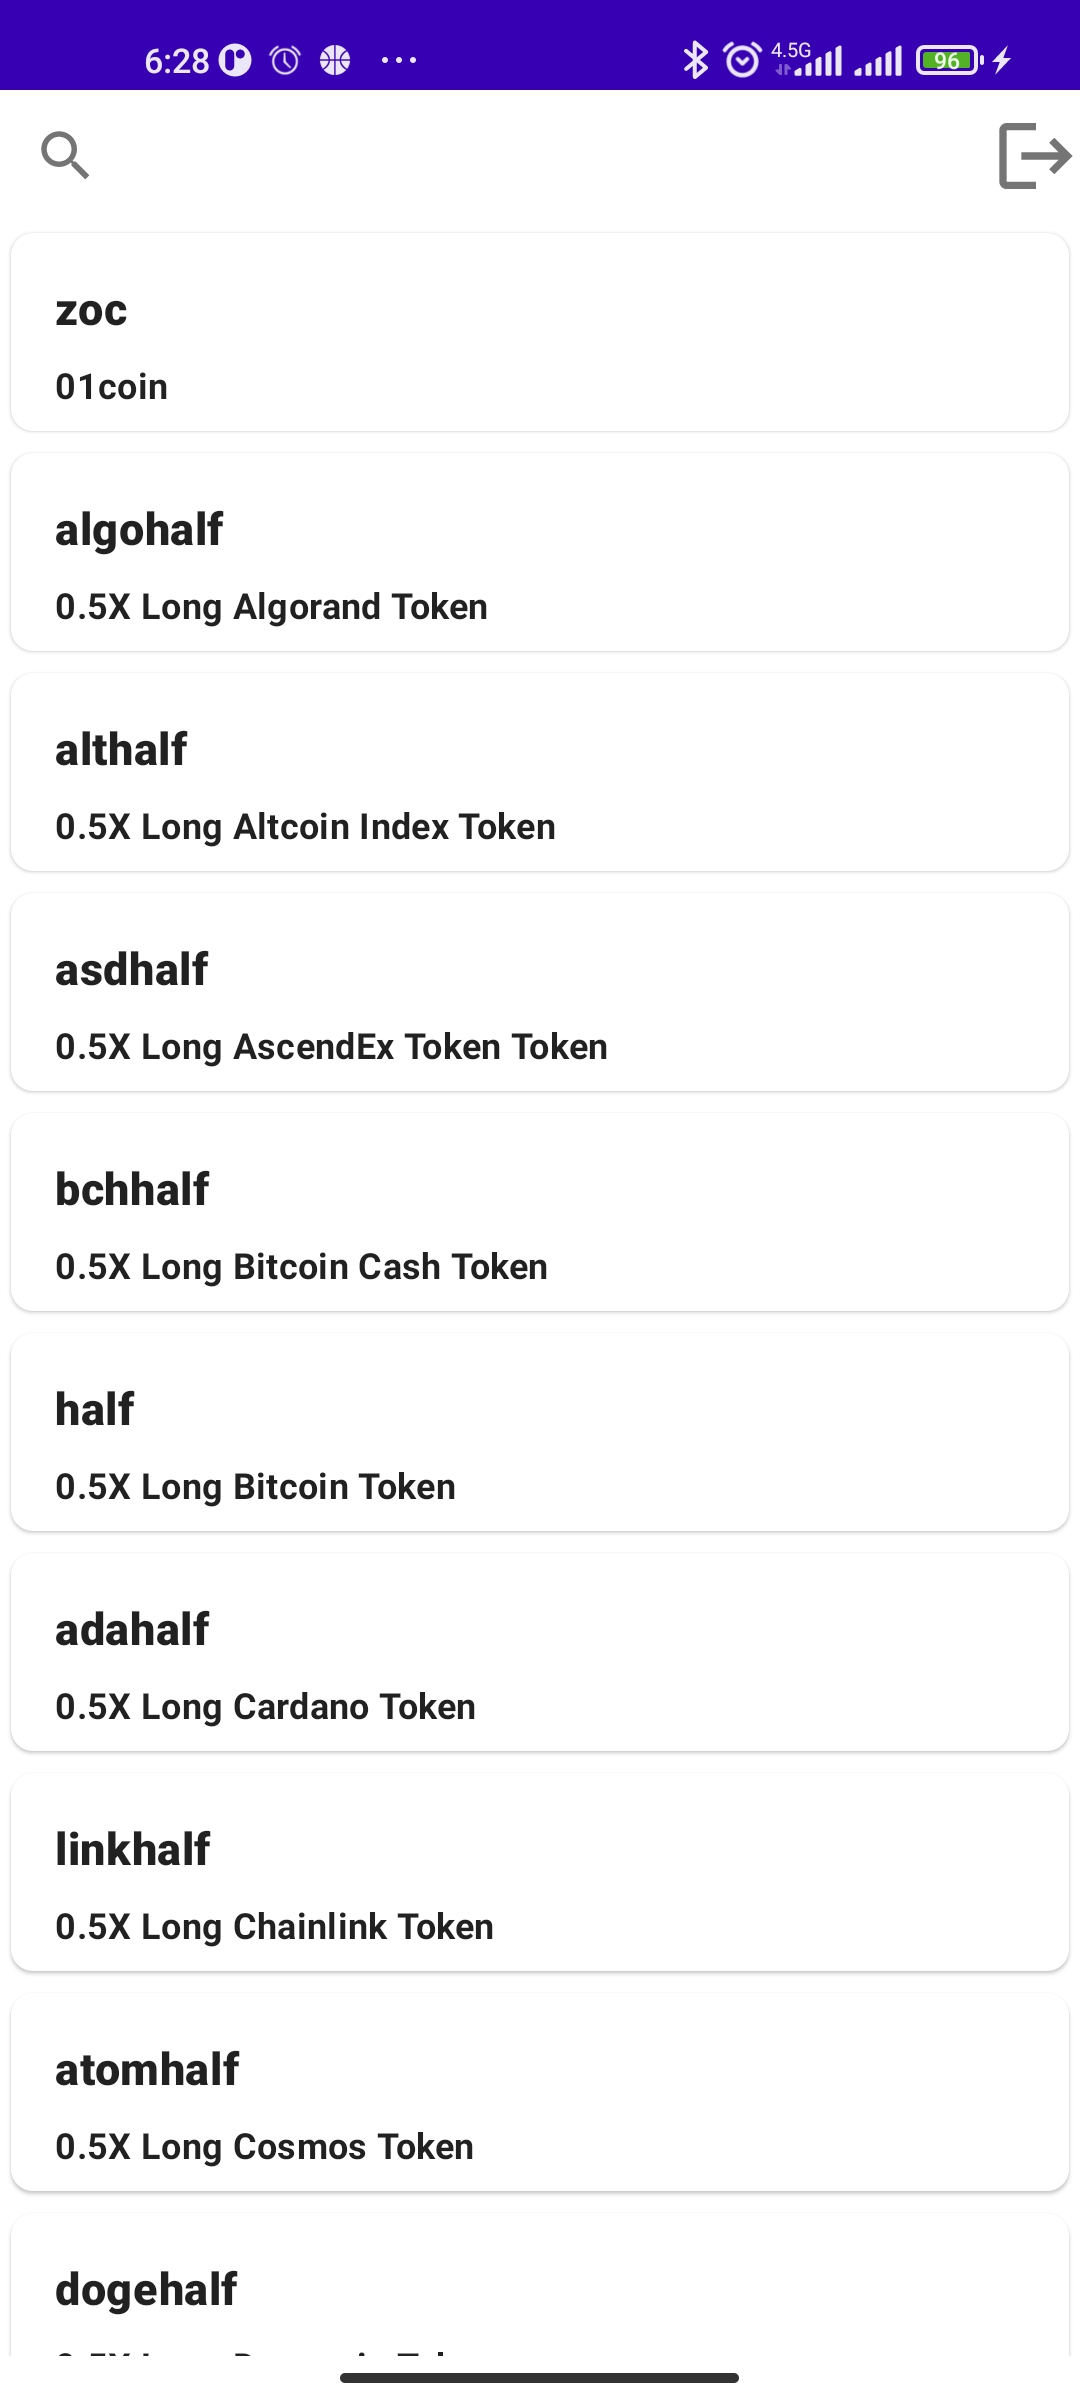 6:28
4.5G
96
zoc
01coin
algohalf
0.5X Long Algorand Token
althalf
0.5X Long Altcoin Index Token
asdhalf
0.5X Long AscendEx Token Token
bchhalf
0.5X Long Bitcoin Cash Token
half
0.5X Long Bitcoin Token
adahalf
0.5X Long Cardano Token
linkhalf
0.5X Long Chainlink Token
atomhalf
0.5X Long Cosmos Token
dogehalf